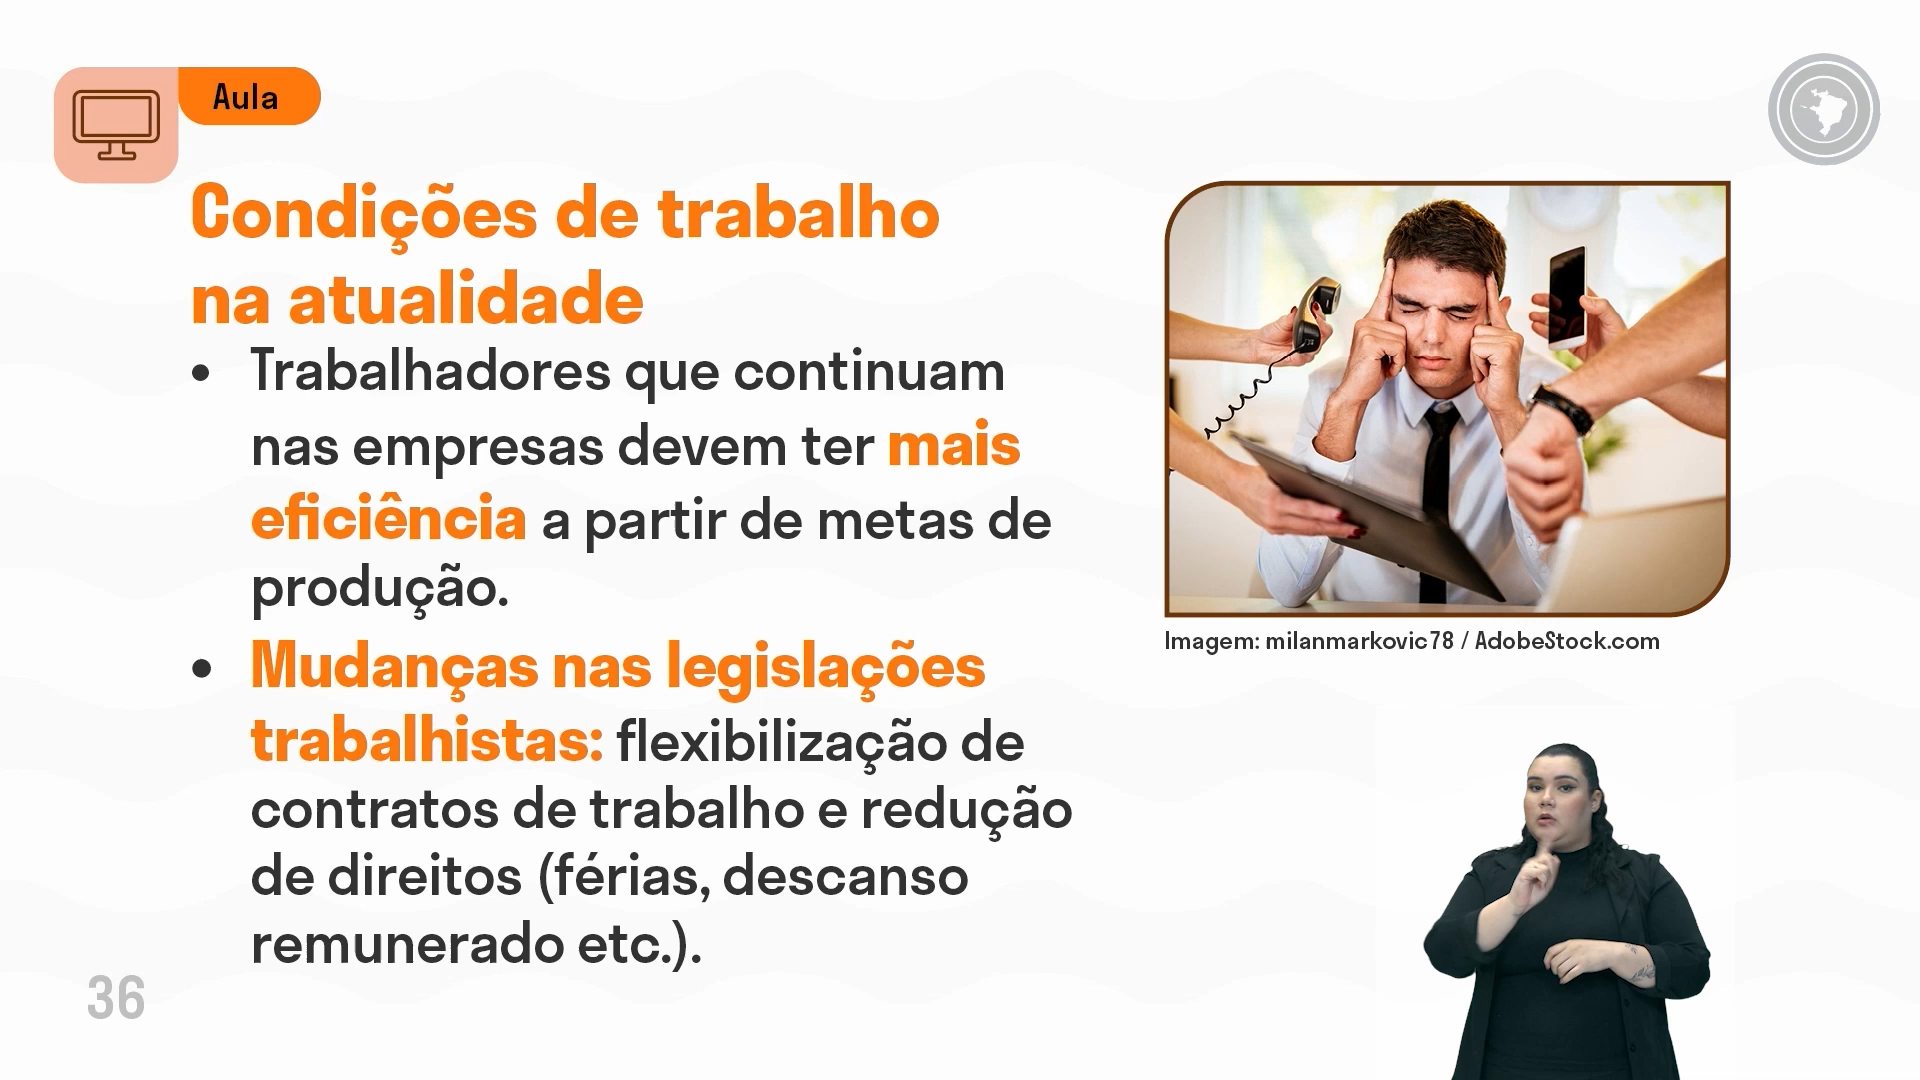 Aula
Condições de trabalho
na atualidade
• Trabalhadores que continuam
nas empresas devem ter mais
eficiência a partir de metas de
produção.
• Mudanças nas legislações
trabalhistas: flexibilização de
contratos de trabalho e redução
de direitos (férias, descanso
remunerado etc.).
Imagem: milanmarkovic78 / AdobeStock.com
36